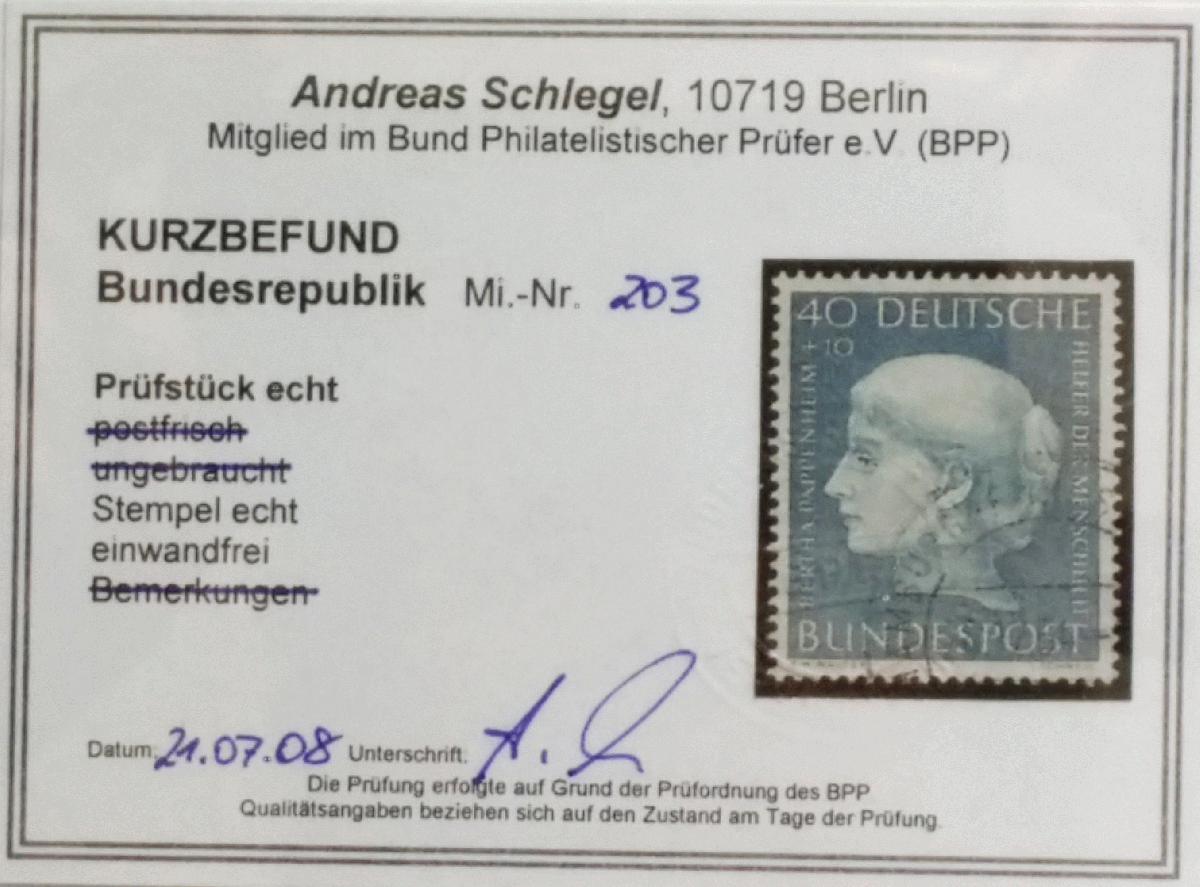 Andreas Schlegel, 10719 Berlin
Mitglied im Bund Philatelistischer Prüfer e.V. (BPP)
KURZBEFUND
Bundesrepublik Mi.-Nr. 203
Prüfstück echt
postfrisch
ungebraucht
Stempel echt
einwandfrei
Bemerkungen
40 DEUTSCHE
+10
BERTHA PAPPENHEIM
HELFER DER MENSCHHEIT
BUNDESPOST
Datum: 21.07.08 Unterschrift:
Die Prüfung erfolgte auf Grund der Prüfordnung des BPP
Qualitätsangaben beziehen sich auf den Zustand am Tage der Prüfung.